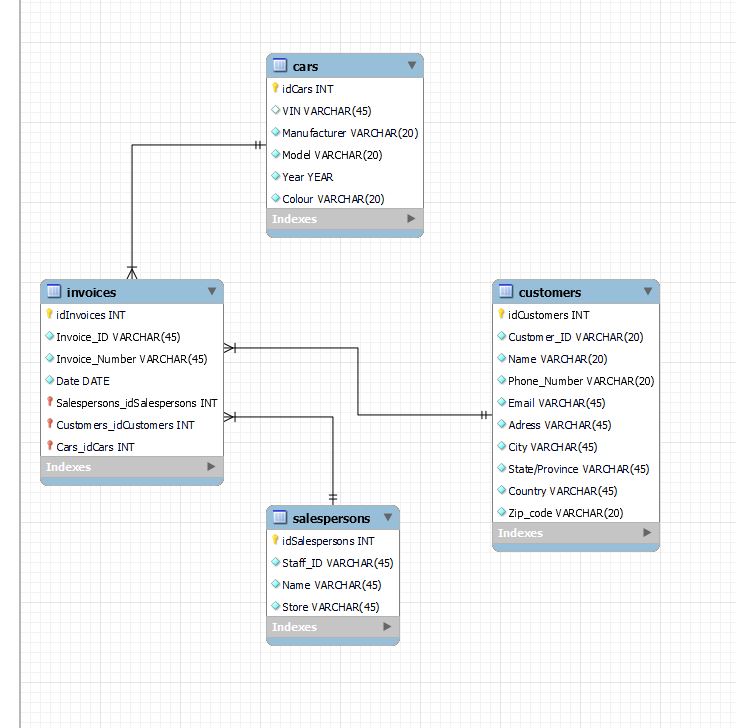 cars
idCars INT
VIN VARCHAR(45)
Manufacturer VARCHAR(20)
Model VARCHAR(20)
Year YEAR
Colour VARCHAR(20)
Indexes
invoices
idInvoices INT
Invoice_ID VARCHAR(45)
Invoice_Number VARCHAR(45)
Date DATE
Salespersons_idSalespersons INT
Customers_idCustomers INT
Cars_idCars INT
Indexes
customers
idCustomers INT
Customer_ID VARCHAR(20)
Name VARCHAR(20)
Phone_Number VARCHAR(20)
Email VARCHAR(45)
Adress VARCHAR(45)
City VARCHAR(45)
State/Province VARCHAR(45)
Country VARCHAR(45)
Zip_code VARCHAR(20)
Indexes
salespersons
idSalespersons INT
Staff_ID VARCHAR(45)
Name VARCHAR(45)
Store VARCHAR(45)
Indexes